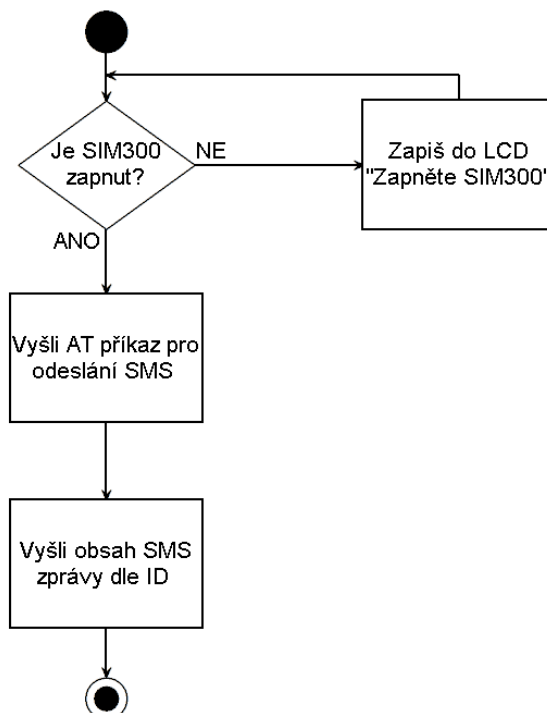 Je SIM300
zapnut?
NE
Zapiš do LCD
"Zapněte SIM300"
ANO
Vyšli AT příkaz pro
odeslání SMS
Vyšli obsah SMS
zprávy dle ID